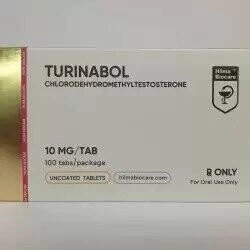 TURINABOL
CHLORODEHYDROMETHYLTESTOSTERONE
Hilma
Biocare
10 MG/TAB
100 tabs/package
UNCOATED TABLETS
hilmabiocare.com
℞ ONLY
For Oral Use Only